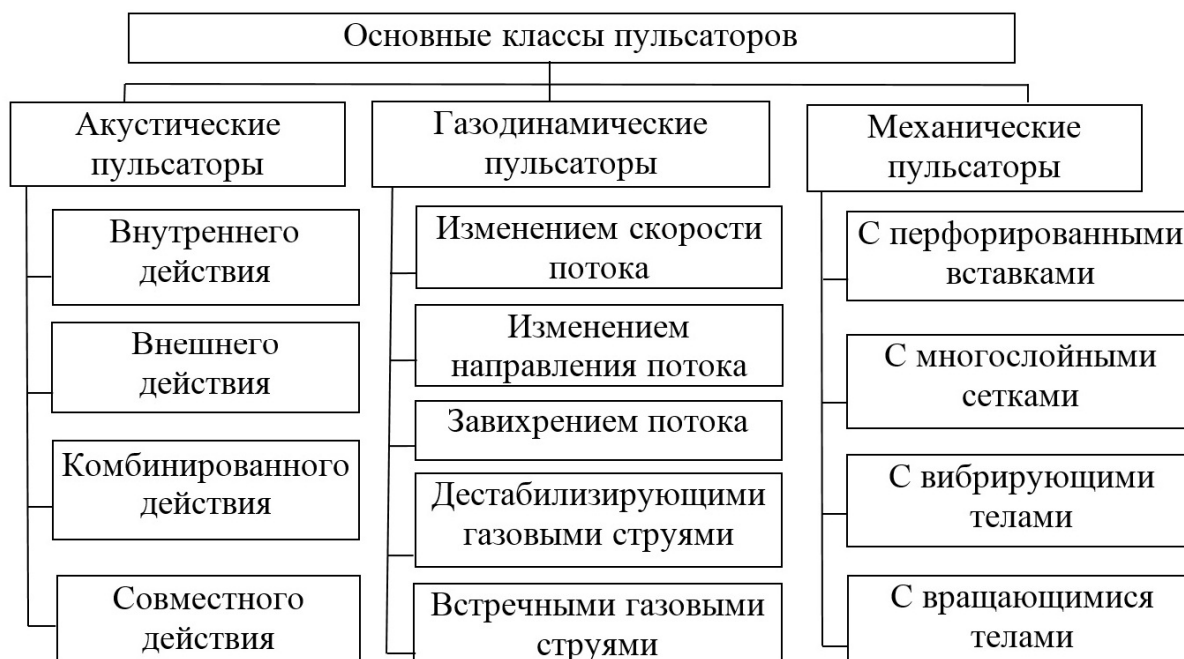 Основные классы пульсаторов
Акустические
пульсаторы
Внутреннего
действия
Внешнего
действия
Комбинированного
действия
Совместного
действия
Газодинамические
пульсаторы
Изменением скорости
потока
Изменением
направления потока
Завихрением потока
Дестабилизирующими
газовыми струями
Встречными газовыми
струями
Механические
пульсаторы
С перфорированными
вставками
С многослойными
сетками
С вибрирующими
телами
С вращающимися
телами